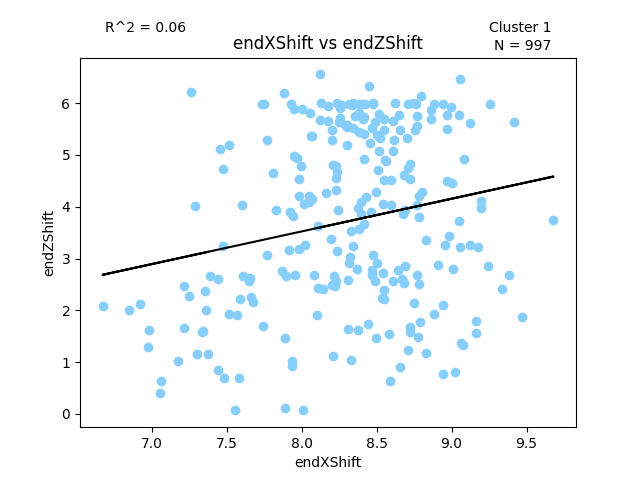 R^2 = 0.06
Cluster 1
N = 997
endXShift vs endZShift
endZShift
6
5
4
3
2
1
0
7.0 7.5 8.0 8.5 9.0 9.5
endXShift